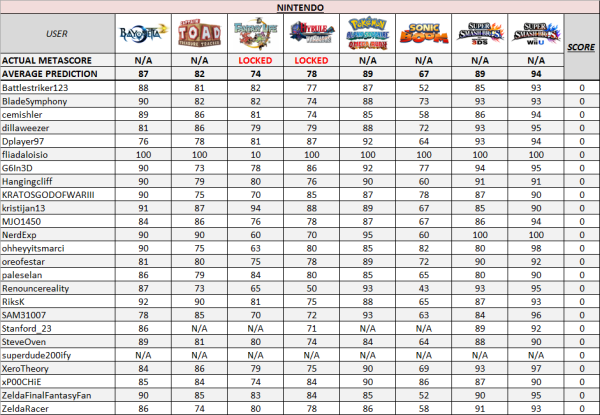 NINTENDO
USER BAYONETTA 2 CAPTAIN TOAD FANTASY LIFE HYRULE WARRIORS Pokémon SONIC BOOM SUPER SMASH BROS 3DS SUPER SMASH BROS WiiU SCORE
ACTUAL METASCORE N/A N/A LOCKED LOCKED N/A N/A N/A N/A
AVERAGE PREDICTION 87 82 74 78 89 67 89 94
Battlestriker123 88 81 82 77 87 52 85 93 0
BladeSymphony 90 82 82 74 88 73 93 93 0
cemishler 89 86 81 74 85 58 86 94 0
dillaweezer 81 86 79 79 88 72 93 95 0
Dplayer97 76 78 81 87 92 64 93 94 0
fliadaloisio 100 100 10 100 100 100 100 100 0
G6In3D 90 73 78 86 92 77 94 95 0
Hangingcliff 90 79 80 76 90 60 91 91 0
KRATOSGODOFWARIII 90 75 70 85 87 78 87 90 0
kristijan13 91 87 94 88 89 67 85 90 0
MJO1450 84 86 76 78 87 67 86 94 0
NerdExp 90 90 60 70 95 60 100 100 0
ohheyyitsmarci 90 75 63 80 85 82 80 98 0
oreofestar 81 80 75 78 89 72 90 92 0
paleselan 86 79 84 80 85 65 80 90 0
Renouncereality 87 73 65 50 93 43 93 95 0
RiksK 92 90 81 75 88 65 87 93 0
SAM31007 78 85 70 72 93 63 84 96 0
Stanford_23 86 N/A N/A 71 N/A N/A 89 92 0
SteveOven 89 81 80 74 84 64 88 90 0
superdude200ify N/A N/A N/A N/A N/A N/A N/A N/A 0
XeroTheory 84 86 79 75 90 69 93 97 0
xP00CHiE 85 84 74 84 90 86 87 90 0
ZeldaFinalFantasyFan 90 85 83 84 85 52 90 95 0
ZeldaRacer 86 74 80 78 86 58 91 93 0